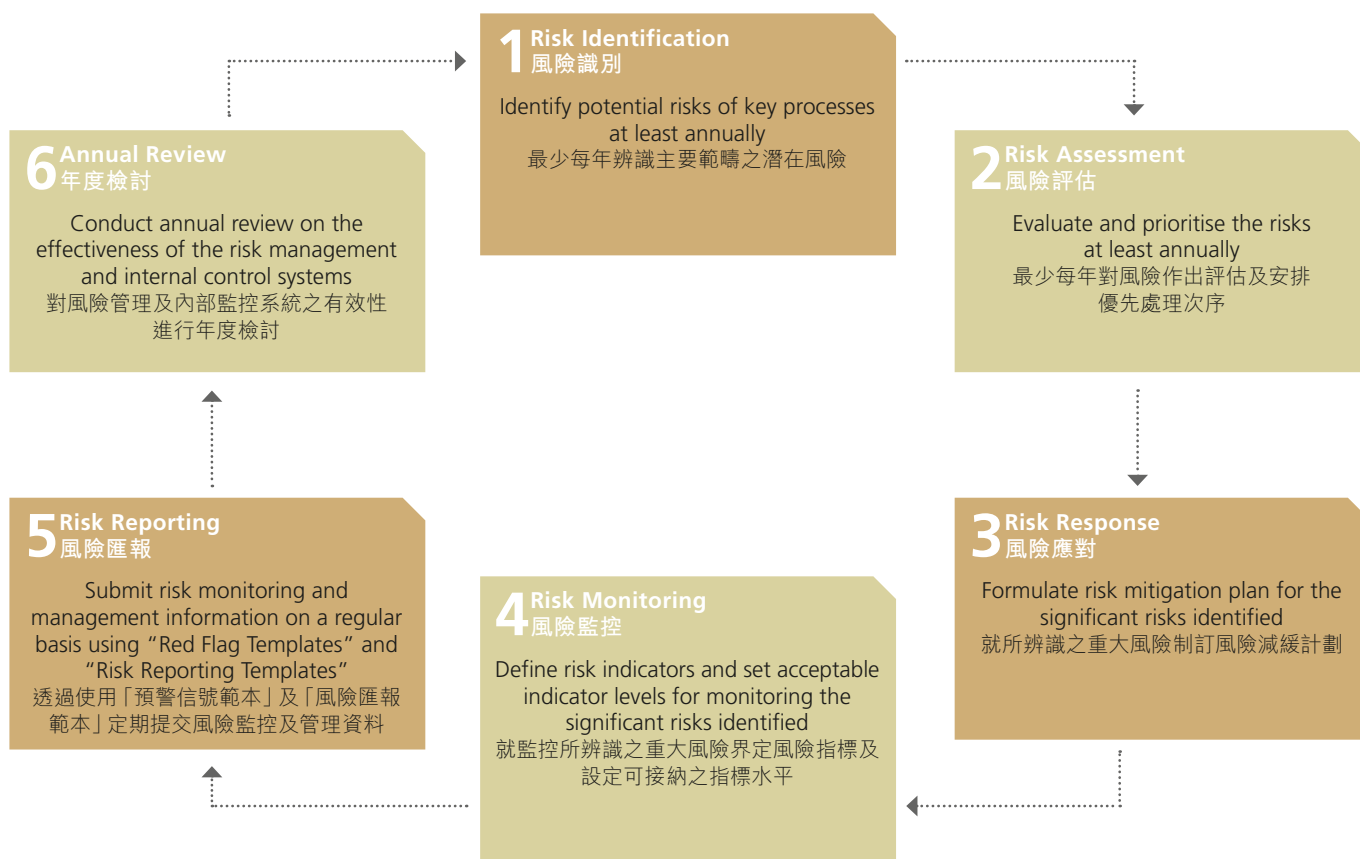 1 Risk Identification
風險識別
Identify potential risks of key processes
at least annually
最少每年辨識主要範疇之潛在風險
2 Risk Assessment
風險評估
Evaluate and prioritise the risks
at least annually
最少每年對風險作出評估及安排
優先處理次序
3 Risk Response
風險應對
Formulate risk mitigation plan for the
significant risks identified
就所辨識之重大風險制訂風險減緩計劃
4 Risk Monitoring
風險監控
Define risk indicators and set acceptable
indicator levels for monitoring the
significant risks identified
就監控所辨識之重大風險界定風險指標及
設定可接納之指標水平
5 Risk Reporting
風險匯報
Submit risk monitoring and
management information on a regular
basis using “Red Flag Templates” and
“Risk Reporting Templates”
透過使用「預警信號範本」及「風險匯報
範本」定期提交風險監控及管理資料
6 Annual Review
年度檢討
Conduct annual review on the
effectiveness of the risk management
and internal control systems
對風險管理及內部監控系統之有效性
進行年度檢討